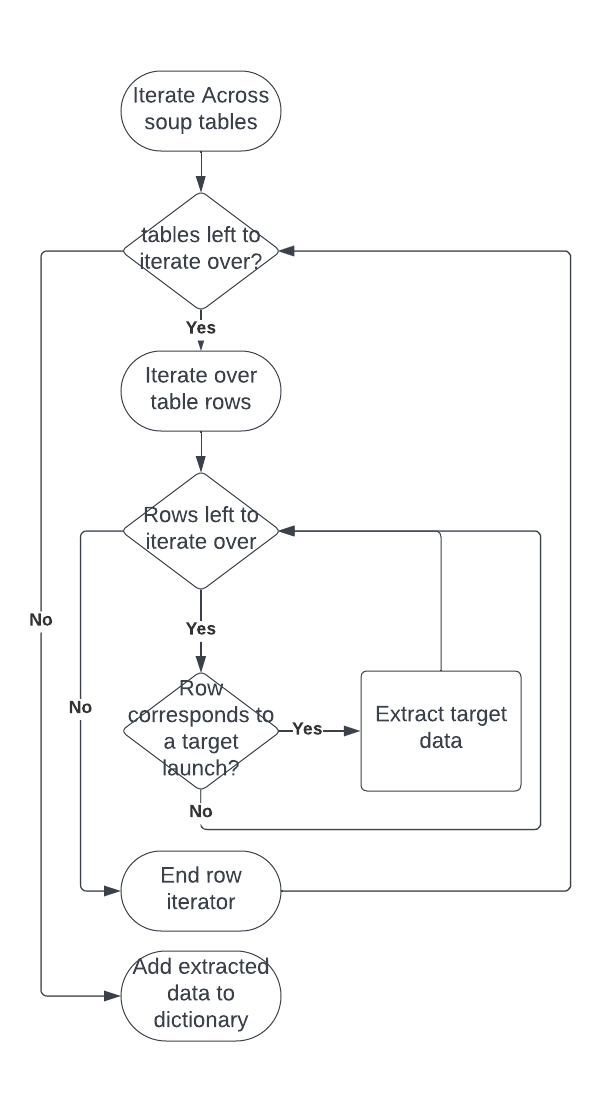 Iterate Across
soup tables
tables left to
iterate over?
Yes
Iterate over
table rows
Rows left to
iterate over
No
Yes
No
Row
corresponds to
a target
launch?
Yes
Extract target
data
No
End row
iterator
Add extracted
data to
dictionary